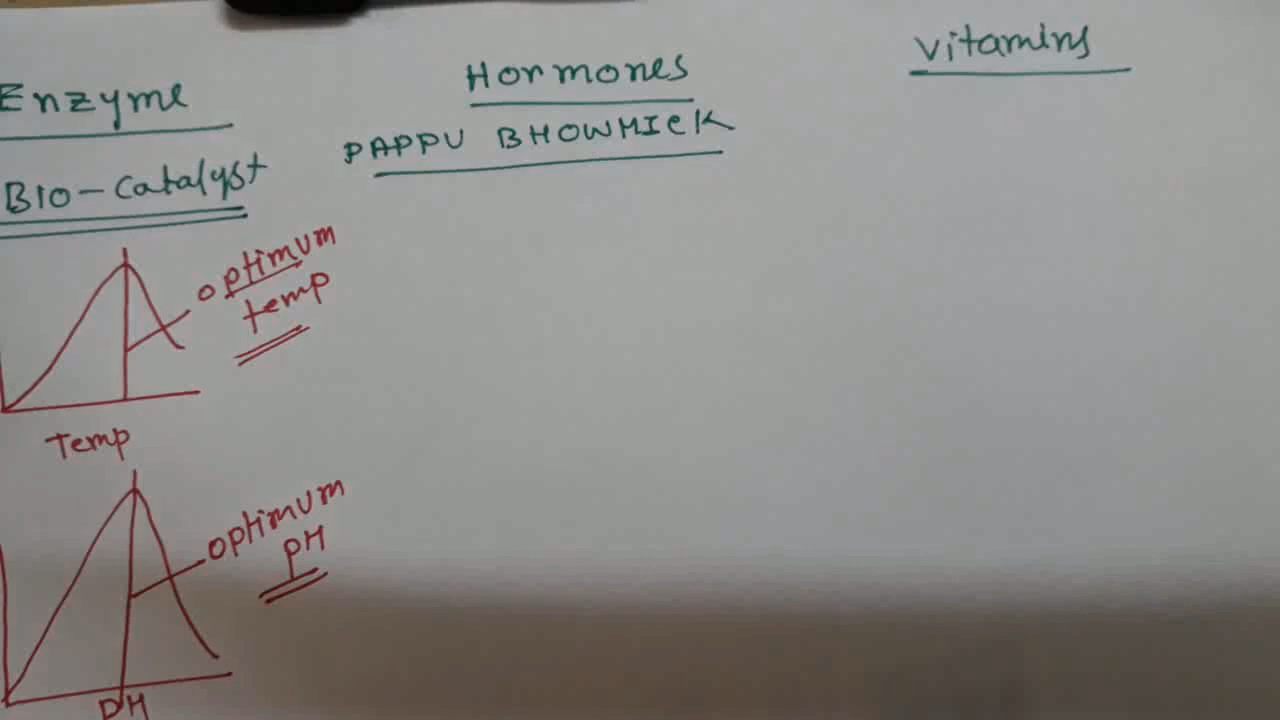 Enzyme
Hormones
Vitamins
PAPPU BHOWMICK
Bio-Catalyst
optimum
temp
Temp
optimum
pH
pH